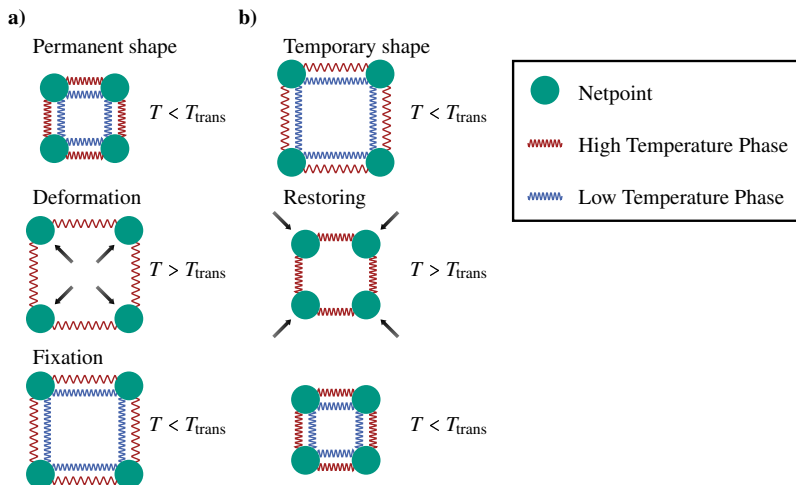 a)
Permanent shape
T < T_trans
Deformation
T > T_trans
Fixation
T < T_trans
b)
Temporary shape
T < T_trans
Restoring
T > T_trans
T < T_trans
Netpoint
High Temperature Phase
Low Temperature Phase